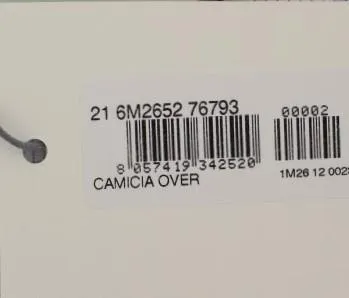 21 6M2652 76793
00002
8 057419 342520
CAMICIA OVER
1M26 12